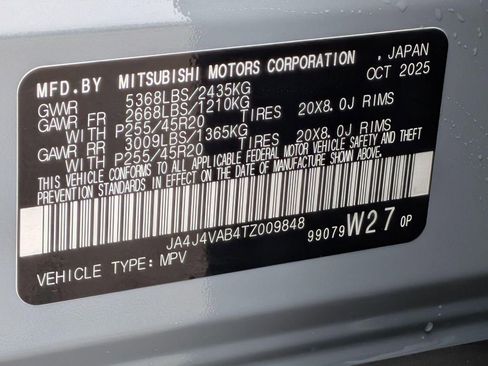 MFD.BY MITSUBISHI MOTORS CORPORATION , JAPAN
OCT 2025
GVWR 5368LBS/2435KG
GAWR FR 2668LBS/1210KG
WITH P255/45R20 TIRES 20X8.0J RIMS
GAWR RR 3009LBS/1365KG
WITH P255/45R20 TIRES 20X8.0J RIMS
THIS VEHICLE CONFORMS TO ALL APPLICABLE FEDERAL MOTOR VEHICLE SAFETY AND THEFT
PREVENTION STANDARDS IN EFFECT ON THE DATE OF MANUFACTURE SHOWN ABOVE.
JA4J4VAB4TZ009848
99079 W27 0P
VEHICLE TYPE: MPV